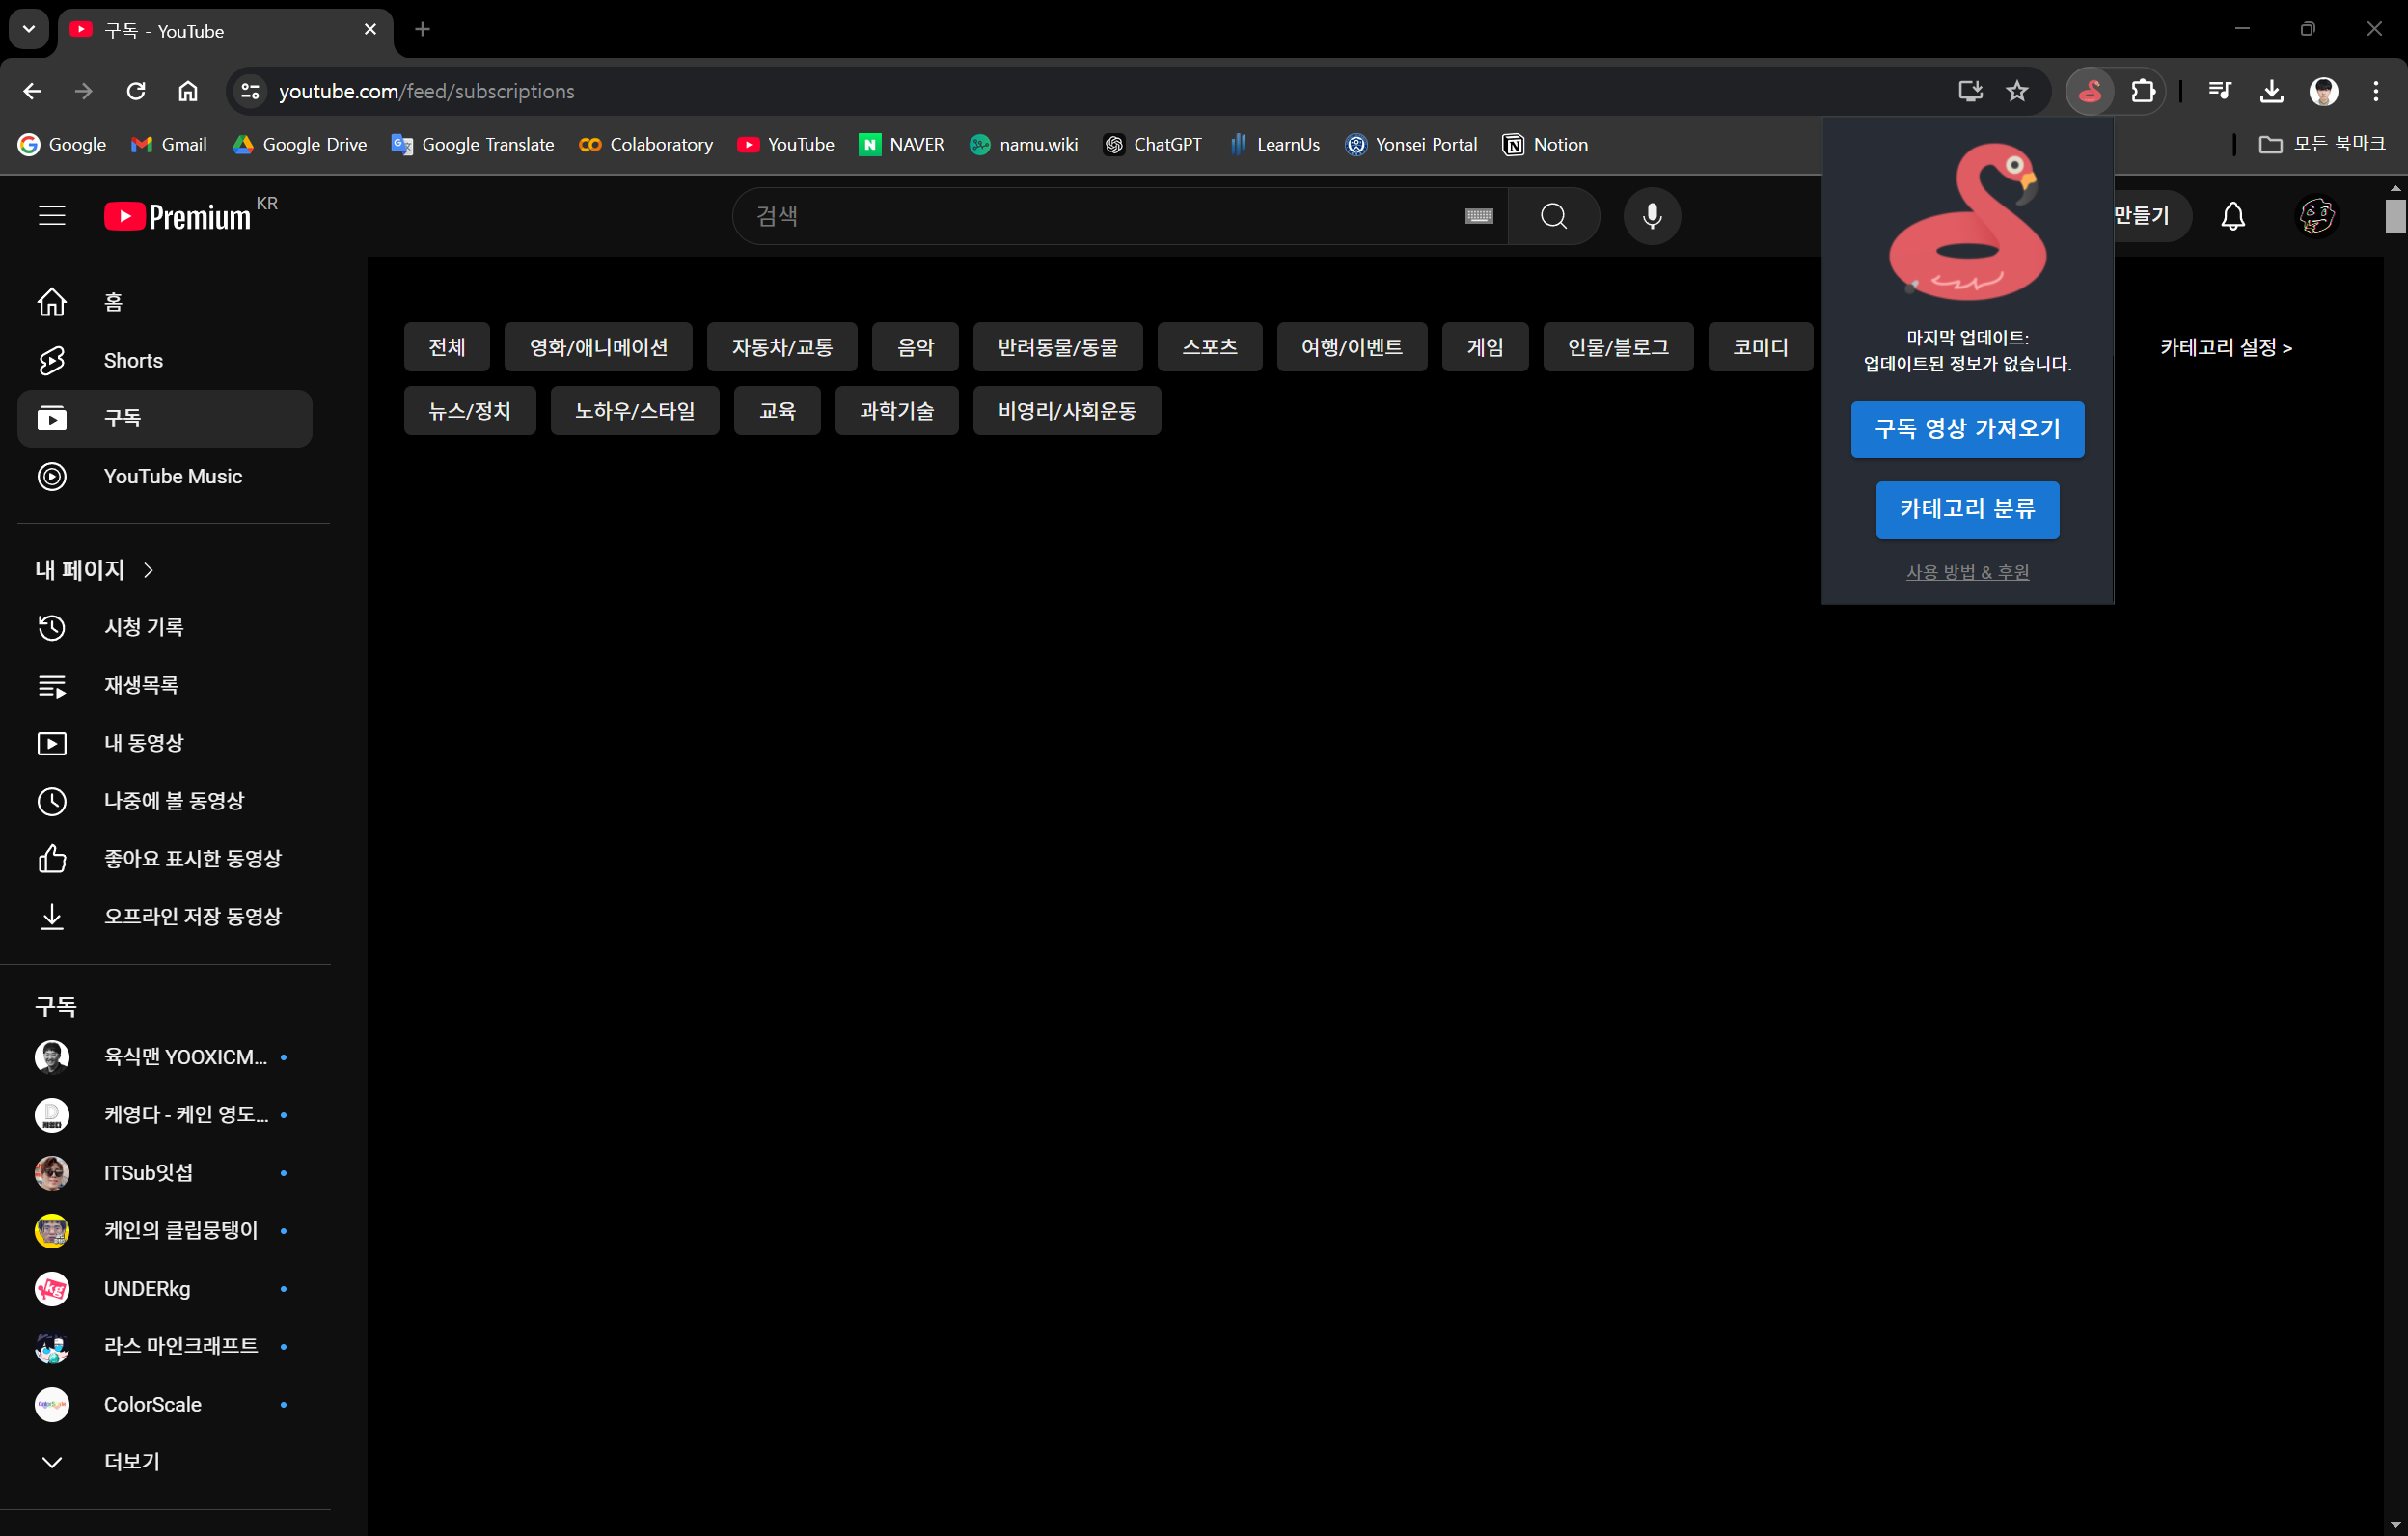 구독 - YouTube
youtube.com/feed/subscriptions
Google Gmail Google Drive Google Translate Colaboratory YouTube NAVER namu.wiki ChatGPT LearnUs Yonsei Portal Notion 모든 북마크
Premium KR
검색
만들기
홈
Shorts
구독
YouTube Music
내 페이지
시청 기록
재생목록
내 동영상
나중에 볼 동영상
좋아요 표시한 동영상
오프라인 저장 동영상
구독
육식맨 YOOXICM...
케영다 - 케인 영도...
ITSub잇섭
케인의 클립뭉탱이
UNDERkg
라스 마인크래프트
ColorScale
더보기
전체 영화/애니메이션 자동차/교통 음악 반려동물/동물 스포츠 여행/이벤트 게임 인물/블로그 코미디
뉴스/정치 노하우/스타일 교육 과학기술 비영리/사회운동
카테고리 설정 >
마지막 업데이트:
업데이트된 정보가 없습니다.
구독 영상 가져오기
카테고리 분류
사용 방법 & 후원